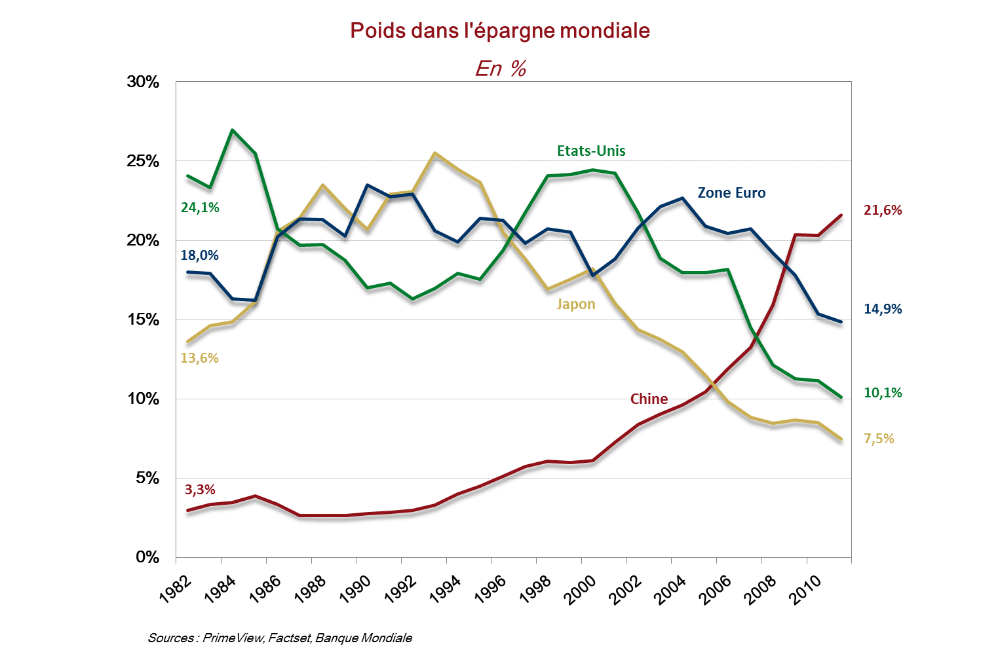 Poids dans l'épargne mondiale
En %
30%
25%
20%
15%
10%
5%
0%
Etats-Unis
Zone Euro
Japon
Chine
24,1%
18,0%
13,6%
3,3%
21,6%
14,9%
10,1%
7,5%
1982 1984 1986 1988 1990 1992 1994 1996 1998 2000 2002 2004 2006 2008 2010
Sources : PrimeView, Factset, Banque Mondiale